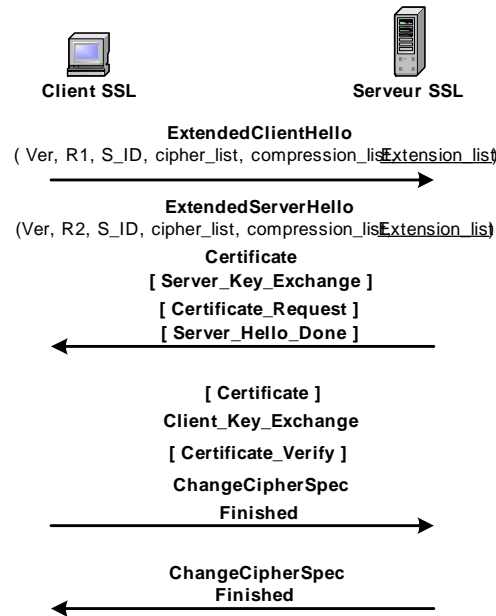 Client SSL
Serveur SSL
ExtendedClientHello
( Ver, R1, S_ID, cipher_list, compression_list, Extension_list)
ExtendedServerHello
(Ver, R2, S_ID, cipher_list, compression_list, Extension_list)
Certificate
[ Server_Key_Exchange ]
[ Certificate_Request ]
[ Server_Hello_Done ]
[ Certificate ]
Client_Key_Exchange
[ Certificate_Verify ]
ChangeCipherSpec
Finished
ChangeCipherSpec
Finished